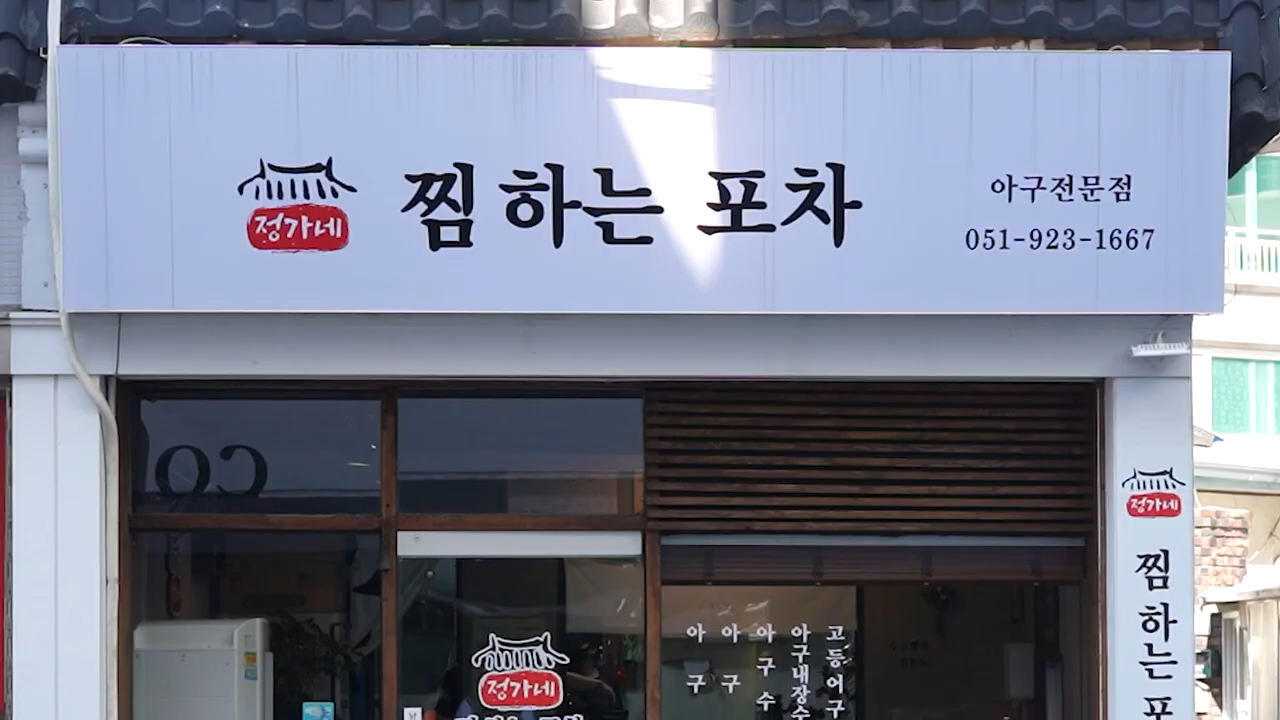 정가네
찜 하는 포차
아구전문점
051-923-1667
co
정가네
찜 하는 포
정가네
아구
아구
아구수
아구내장수
고등어구